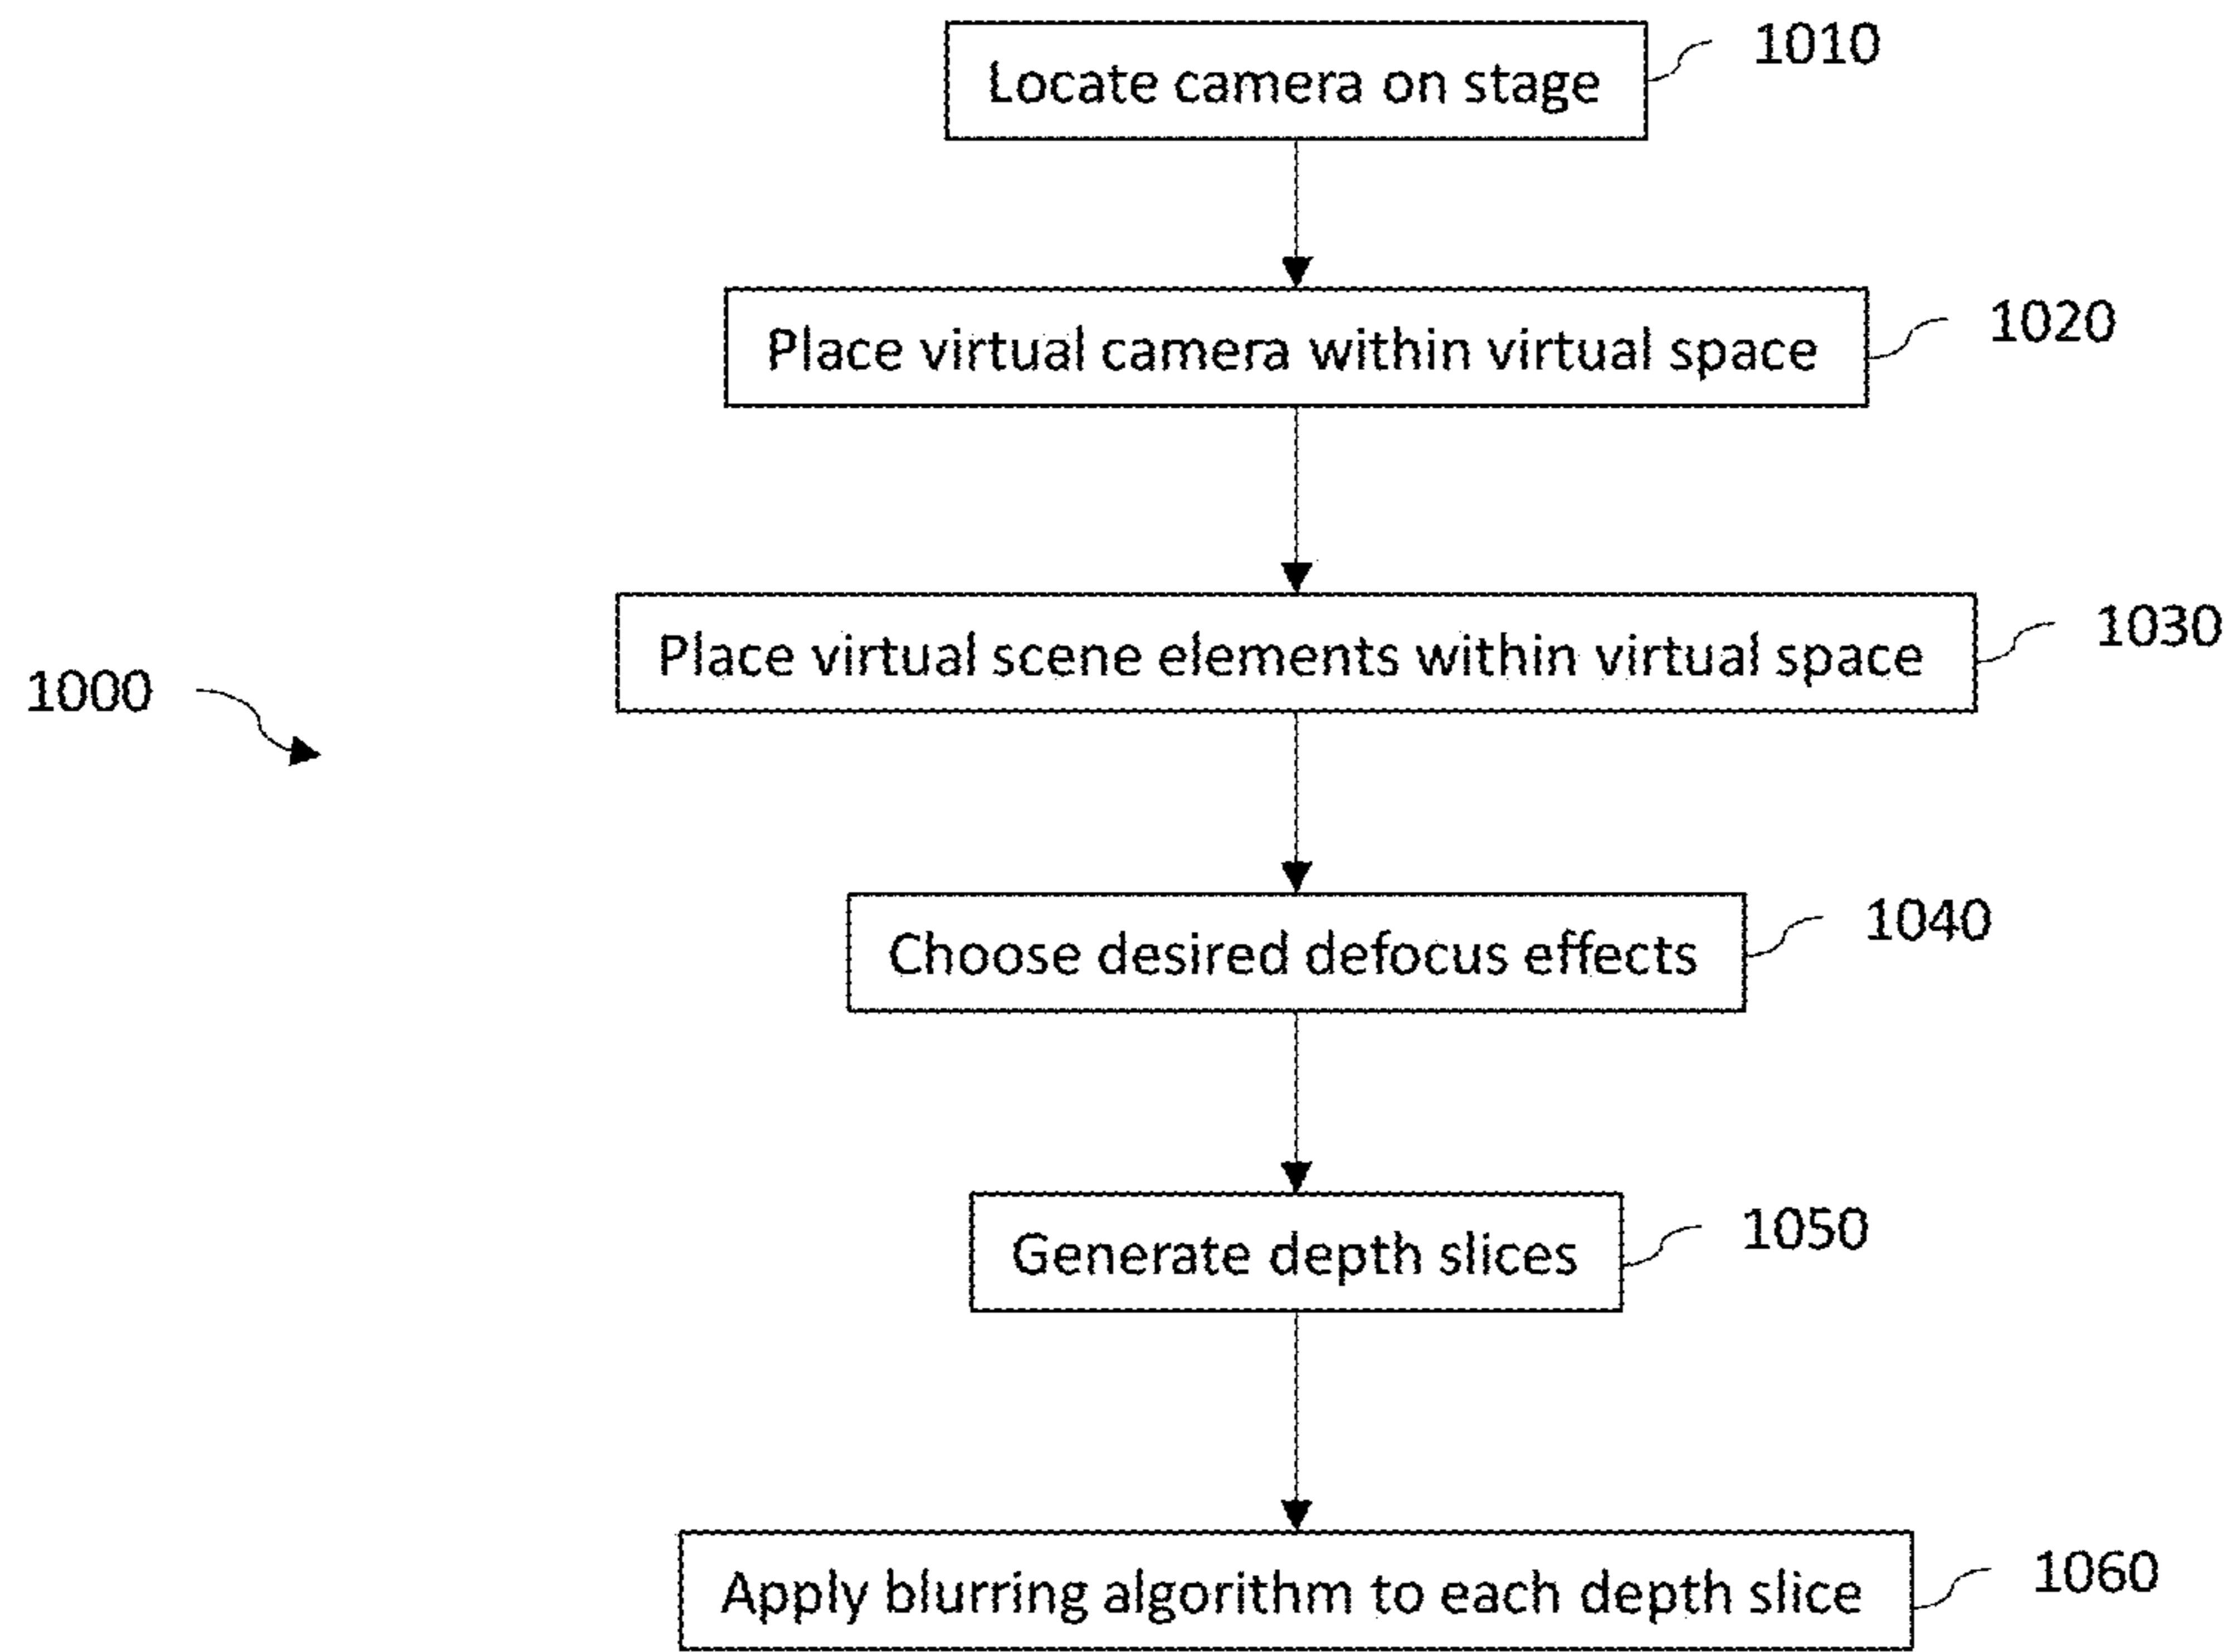 Locate camera on stage
1010
Place virtual camera within virtual space
1020
Place virtual scene elements within virtual space
1030
1000
Choose desired defocus effects
1040
Generate depth slices
1050
Apply blurring algorithm to each depth slice
1060